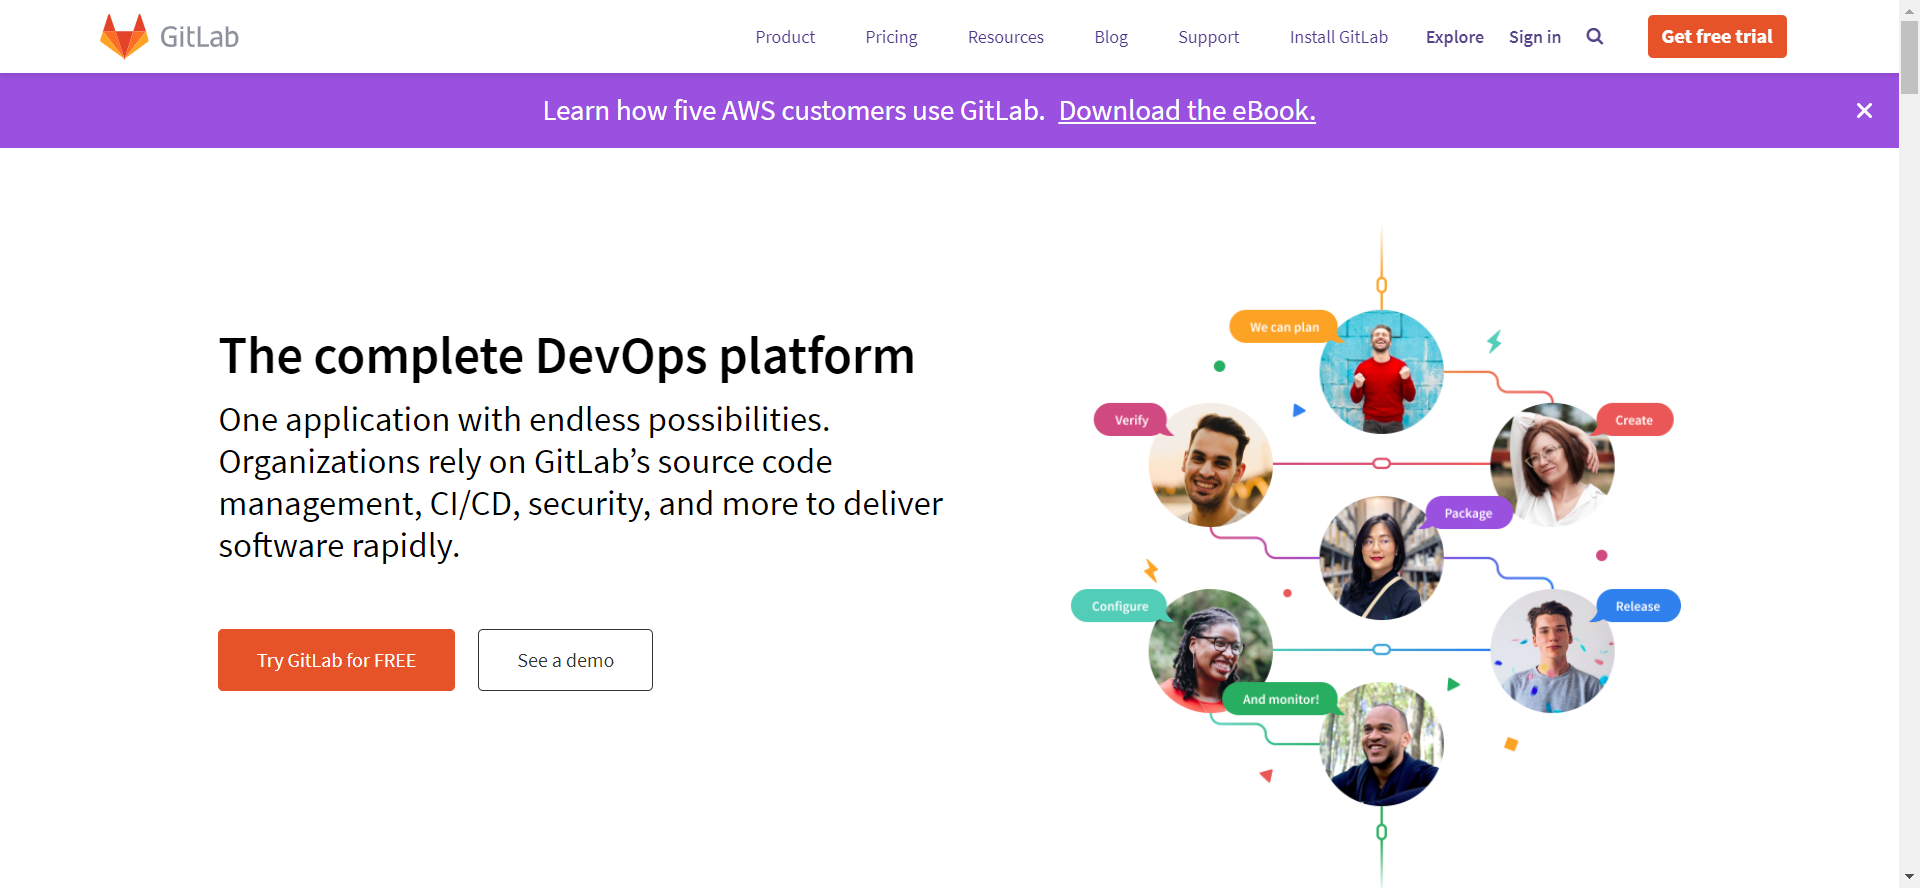 GitLab
Product Pricing Resources Blog Support Install GitLab Explore Sign in Get free trial
Learn how five AWS customers use GitLab. Download the eBook.
The complete DevOps platform
One application with endless possibilities.
Organizations rely on GitLab’s source code
management, CI/CD, security, and more to deliver
software rapidly.
Try GitLab for FREE
See a demo
We can plan
Verify
Create
Package
Configure
Release
And monitor!